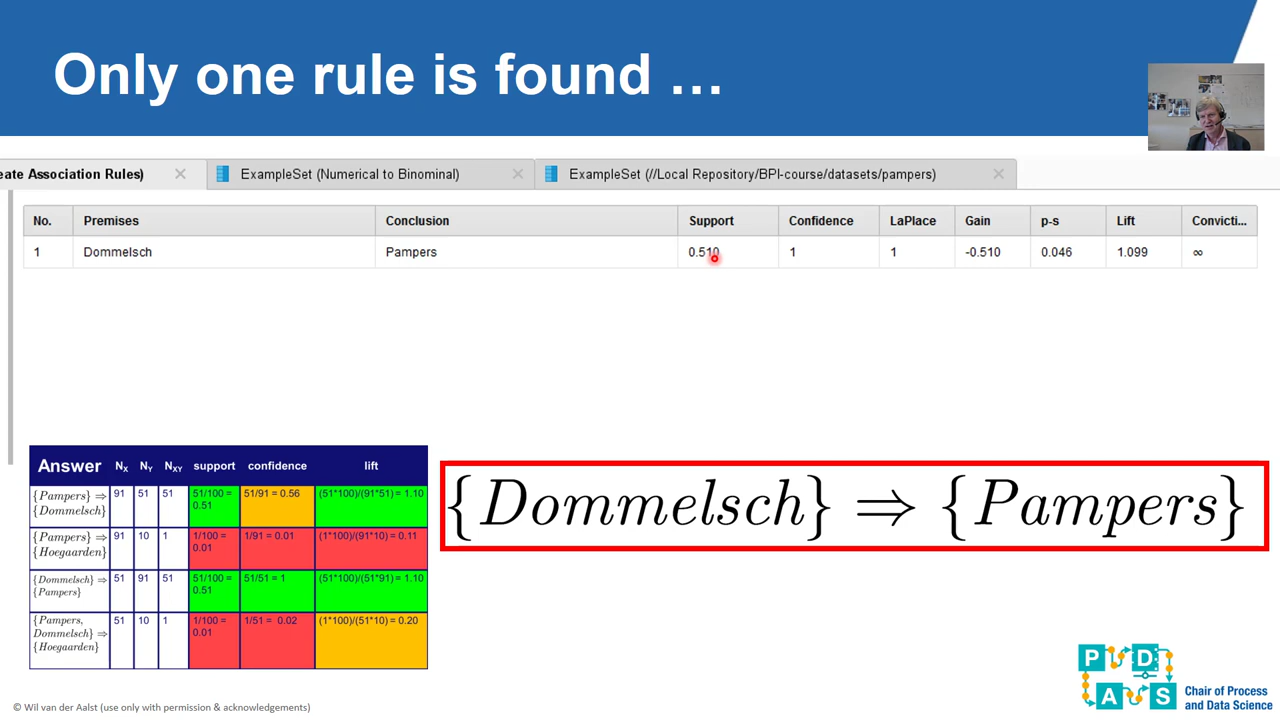 Only one rule is found …
eate Association Rules)
ExampleSet (Numerical to Binominal)
ExampleSet (//Local Repository/BPI-course/datasets/pampers)
No. Premises Conclusion Support Confidence LaPlace Gain p-s Lift Convicti...
1 Dommelsch Pampers 0.510 1 1 -0.510 0.046 1.099 ∞
Answer NX NY NXY support confidence lift
{Pampers} ⇒ {Dommelsch} 91 51 51 51/100 = 0.51 51/91 = 0.56 (51*100)/(91*51) = 1.10
{Pampers} ⇒ {Hoegaarden} 91 10 1 1/100 = 0.01 1/91 = 0.01 (1*100)/(91*10) = 0.11
{Dommelsch} ⇒ {Pampers} 51 91 51 51/100 = 0.51 51/51 = 1 (51*100)/(51*91) = 1.10
{Pampers, Dommelsch} ⇒ {Hoegaarden} 51 10 1 1/100 = 0.01 1/51 = 0.02 (1*100)/(51*10) = 0.20
{Dommelsch} ⇒ {Pampers}
P D
A S
Chair of Process
and Data Science
© Wil van der Aalst (use only with permission & acknowledgements)